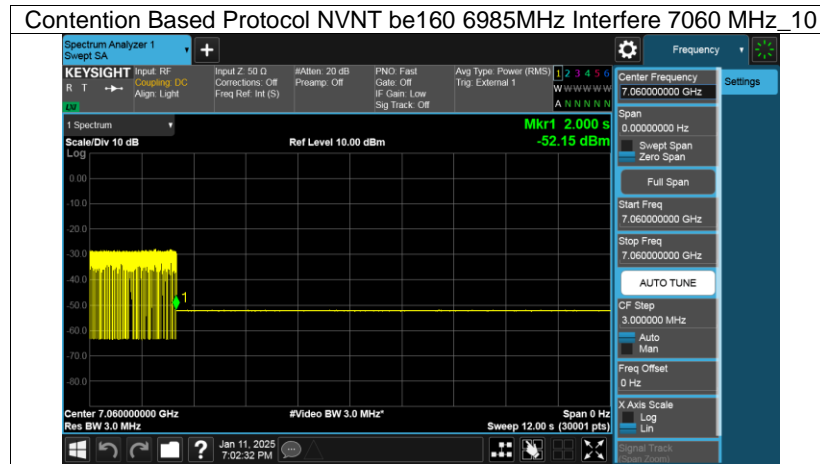 Contention Based Protocol NVNT be160 6985MHz Interfere 7060 MHz_10
Spectrum Analyzer 1
Swept SA
Frequency
KEYSIGHT
R T
LXI
Input: RF
Coupling: DC
Align: Light
Input Z: 50 Ω
Corrections: Off
Freq Ref: Int (S)
#Atten: 20 dB
Preamp: Off
PNO: Fast
Gate: Off
IF Gain: Low
Sig Track: Off
Avg Type: Power (RMS)
Trig: External 1
1 2 3 4 5 6
W W W W W W
A N N N N N
1 Spectrum
Scale/Div 10 dB
Ref Level 10.00 dBm
Mkr1 2.000 s
-52.15 dBm
Log
0.00
-10.0
-20.0
-30.0
-40.0
-50.0
-60.0
-70.0
-80.0
1
Center 7.060000000 GHz
Res BW 3.0 MHz
#Video BW 3.0 MHz*
Span 0 Hz
Sweep 12.00 s (30001 pts)
Jan 11, 2025
7:02:32 PM
Center Frequency
7.060000000 GHz
Settings
Span
0.00000000 Hz
Swept Span
Zero Span
Full Span
Start Freq
7.060000000 GHz
Stop Freq
7.060000000 GHz
AUTO TUNE
CF Step
3.000000 MHz
Auto
Man
Freq Offset
0 Hz
X Axis Scale
Log
Lin
Signal Track
(Span Zoom)